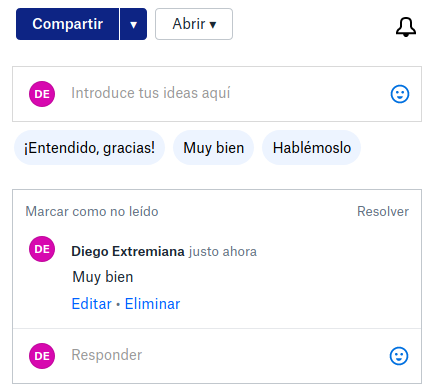 Compartir ▾ Abrir ▾
DE Introduce tus ideas aquí
¡Entendido, gracias! Muy bien Hablémoslo
Marcar como no leído Resolver
DE Diego Extremiana justo ahora
Muy bien
Editar • Eliminar
DE Responder